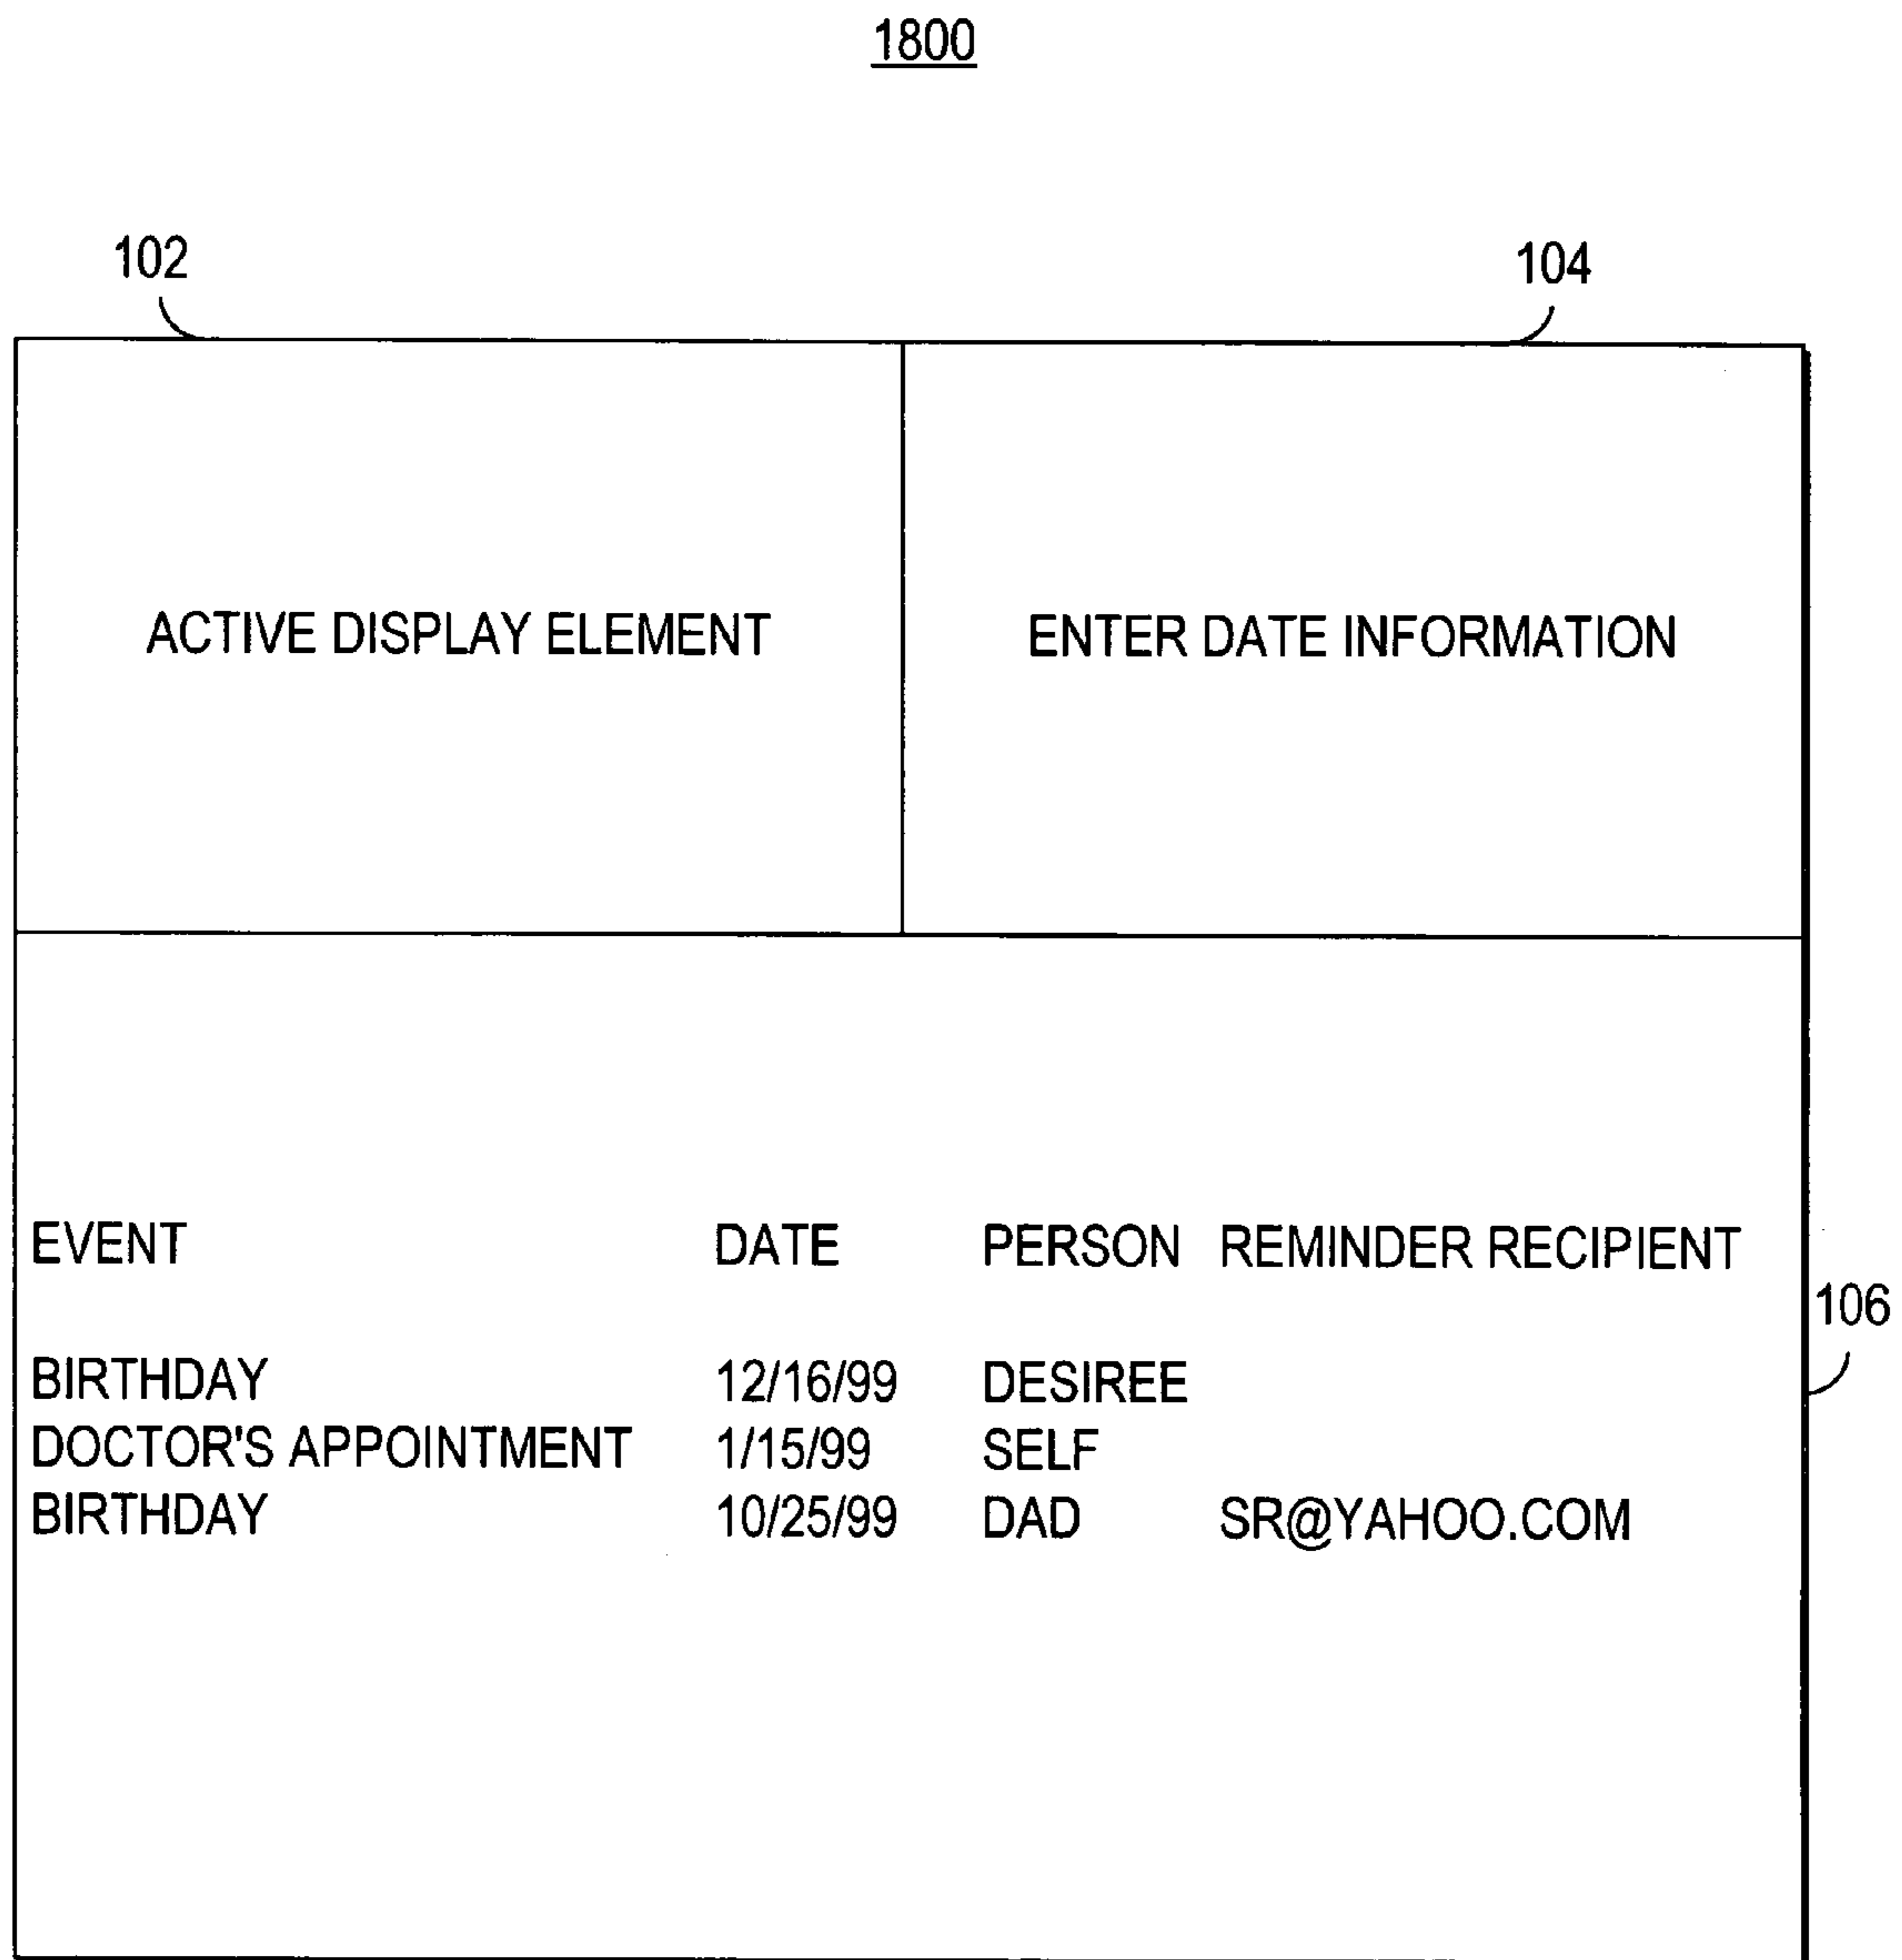 1800
102 104
ACTIVE DISPLAY ELEMENT ENTER DATE INFORMATION
EVENT DATE PERSON REMINDER RECIPIENT
106
BIRTHDAY 12/16/99 DESIREE
DOCTOR'S APPOINTMENT 1/15/99 SELF
BIRTHDAY 10/25/99 DAD SR@YAHOO.COM